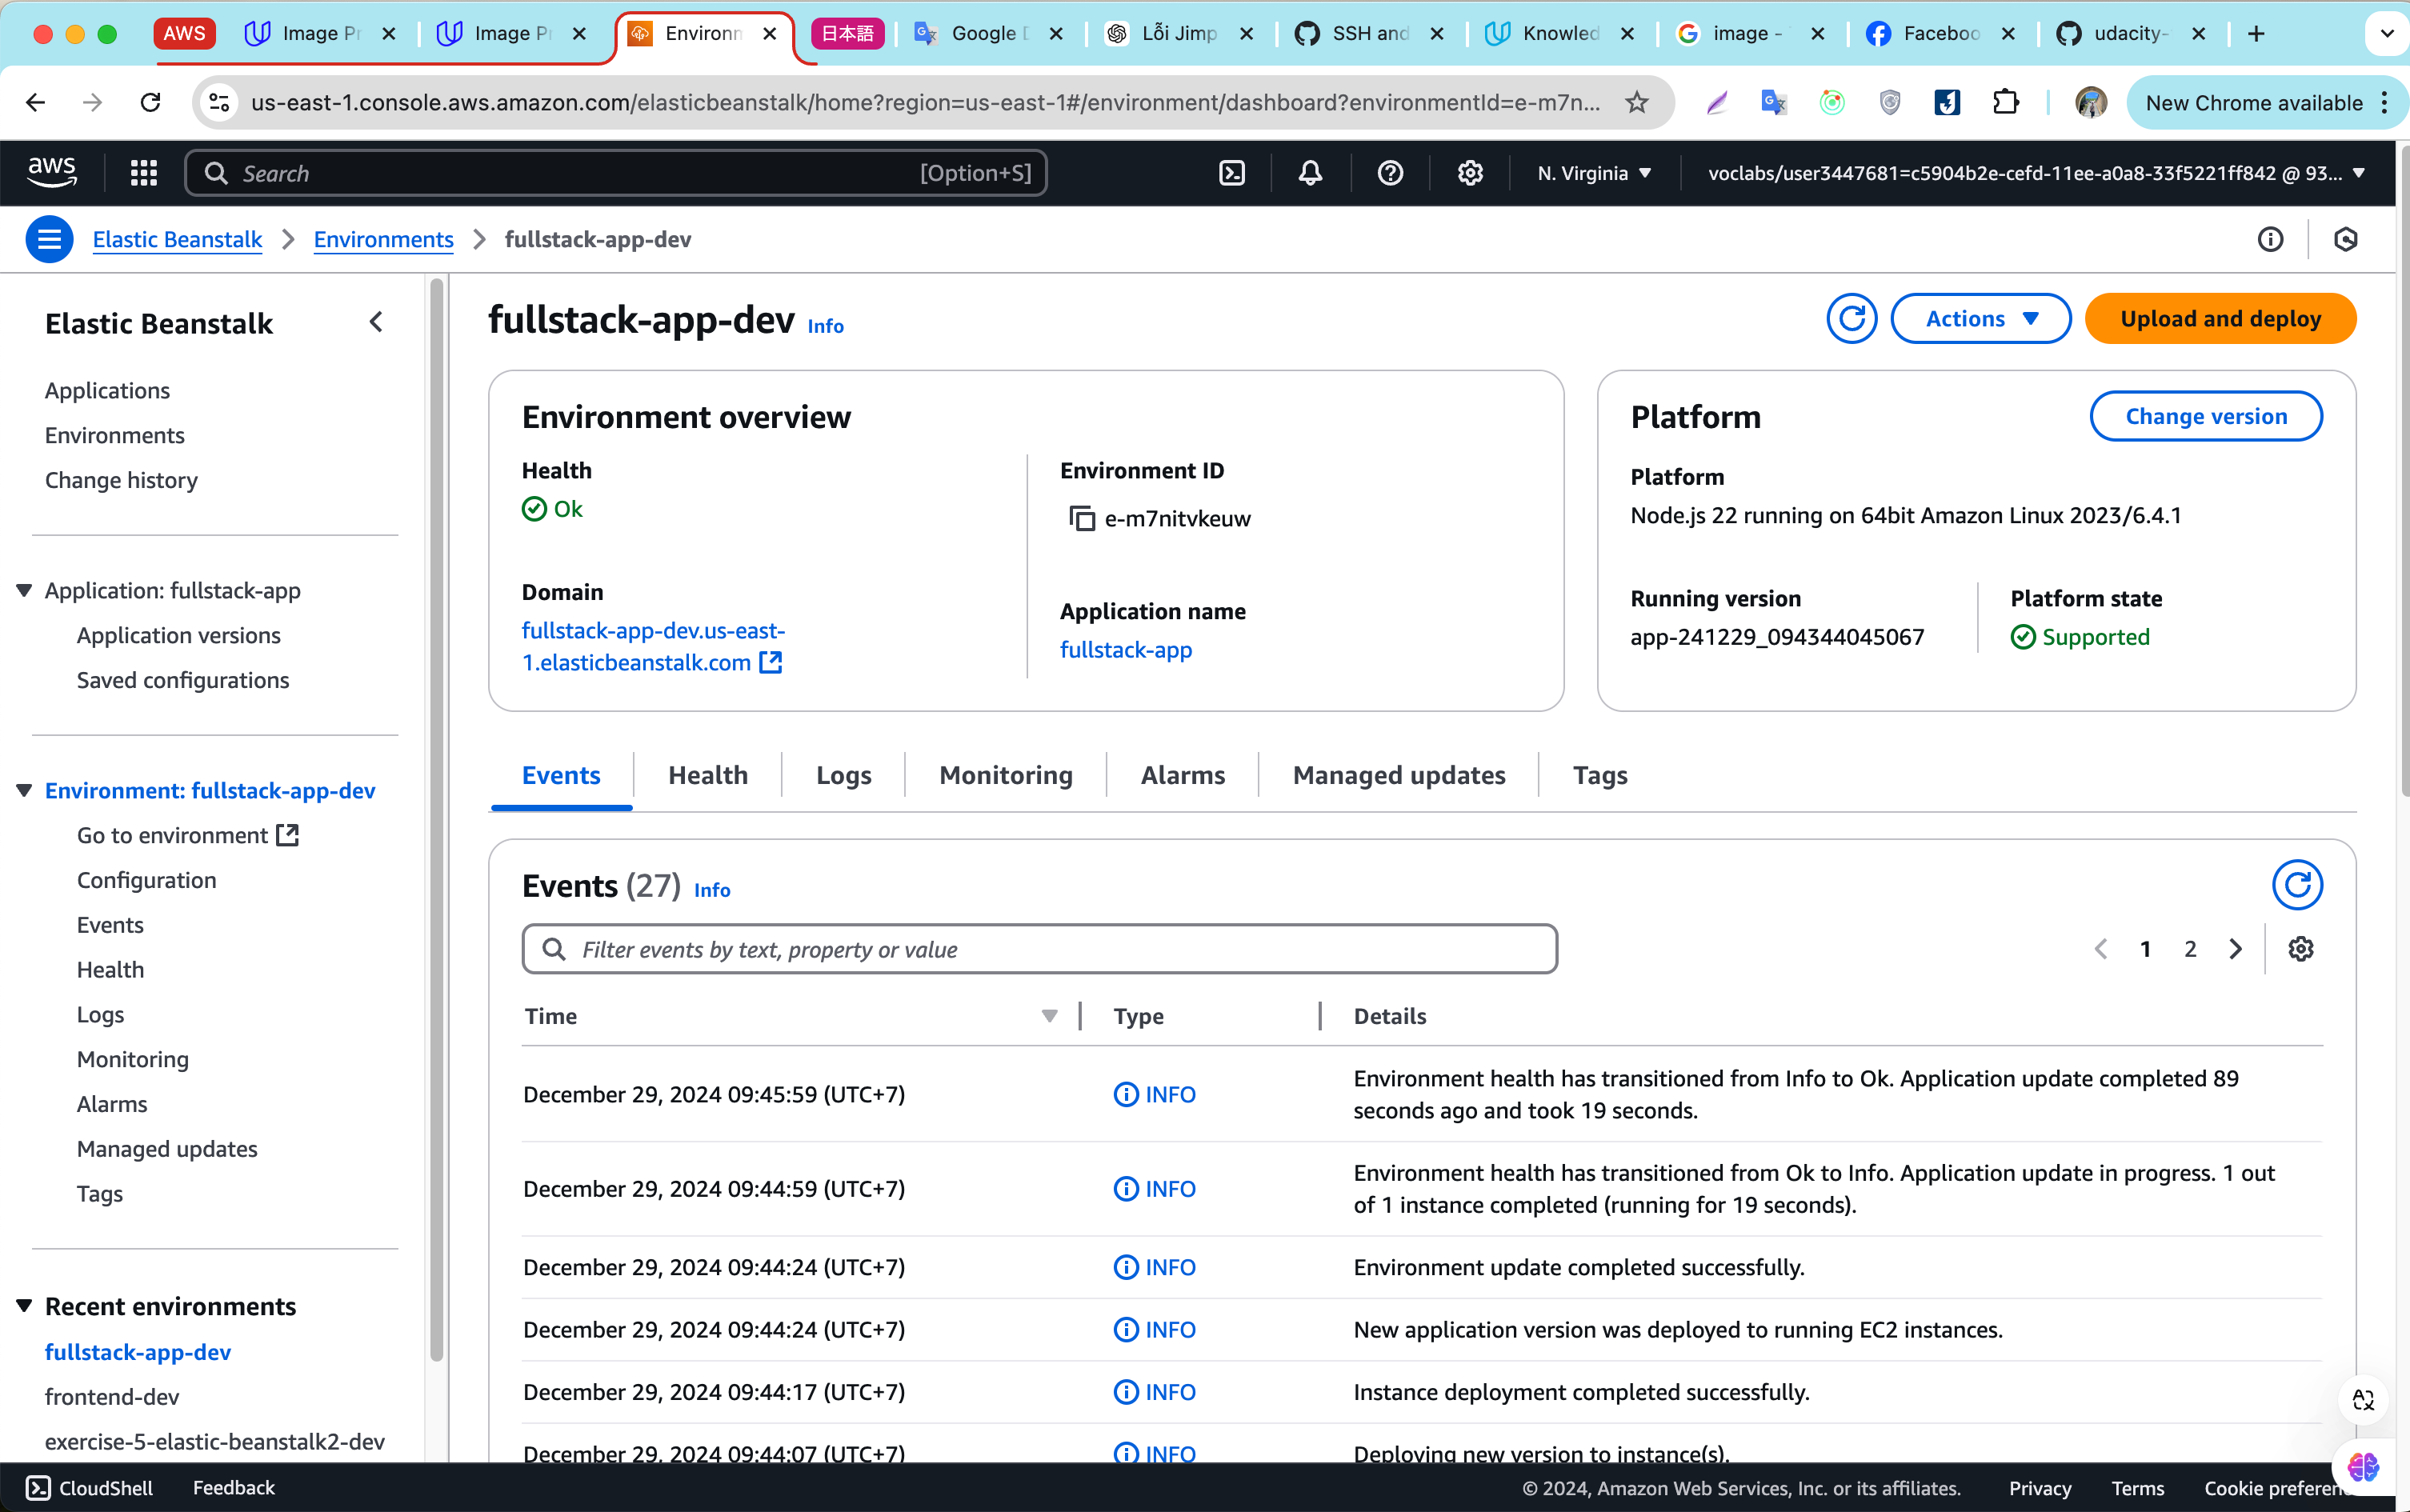 AWS
Image Pr
Image Pr
Environm
日本語
Google D
Lỗi Jimp
SSH and
Knowled
image -
Faceboo
udacity-
us-east-1.console.aws.amazon.com/elasticbeanstalk/home?region=us-east-1#/environment/dashboard?environmentId=e-m7n...
New Chrome available
aws
Search
[Option+S]
N. Virginia
voclabs/user3447681=c5904b2e-cefd-11ee-a0a8-33f5221ff842 @ 93...
Elastic Beanstalk
Environments
fullstack-app-dev
Elastic Beanstalk
Applications
Environments
Change history
Application: fullstack-app
Application versions
Saved configurations
Environment: fullstack-app-dev
Go to environment
Configuration
Events
Health
Logs
Monitoring
Alarms
Managed updates
Tags
Recent environments
fullstack-app-dev
frontend-dev
exercise-5-elastic-beanstalk2-dev
fullstack-app-dev Info
Actions
Upload and deploy
Environment overview
Health
Ok
Environment ID
e-m7nitvkeuw
Domain
fullstack-app-dev.us-east-
1.elasticbeanstalk.com
Application name
fullstack-app
Platform
Change version
Platform
Node.js 22 running on 64bit Amazon Linux 2023/6.4.1
Running version
app-241229_094344045067
Platform state
Supported
Events
Health
Logs
Monitoring
Alarms
Managed updates
Tags
Events (27) Info
Filter events by text, property or value
1
2
Time
Type
Details
December 29, 2024 09:45:59 (UTC+7)
INFO
Environment health has transitioned from Info to Ok. Application update completed 89
seconds ago and took 19 seconds.
December 29, 2024 09:44:59 (UTC+7)
INFO
Environment health has transitioned from Ok to Info. Application update in progress. 1 out
of 1 instance completed (running for 19 seconds).
December 29, 2024 09:44:24 (UTC+7)
INFO
Environment update completed successfully.
December 29, 2024 09:44:24 (UTC+7)
INFO
New application version was deployed to running EC2 instances.
December 29, 2024 09:44:17 (UTC+7)
INFO
Instance deployment completed successfully.
December 29, 2024 09:44:07 (UTC+7)
INFO
Deploying new version to instance(s).
CloudShell
Feedback
© 2024, Amazon Web Services, Inc. or its affiliates.
Privacy
Terms
Cookie preferen